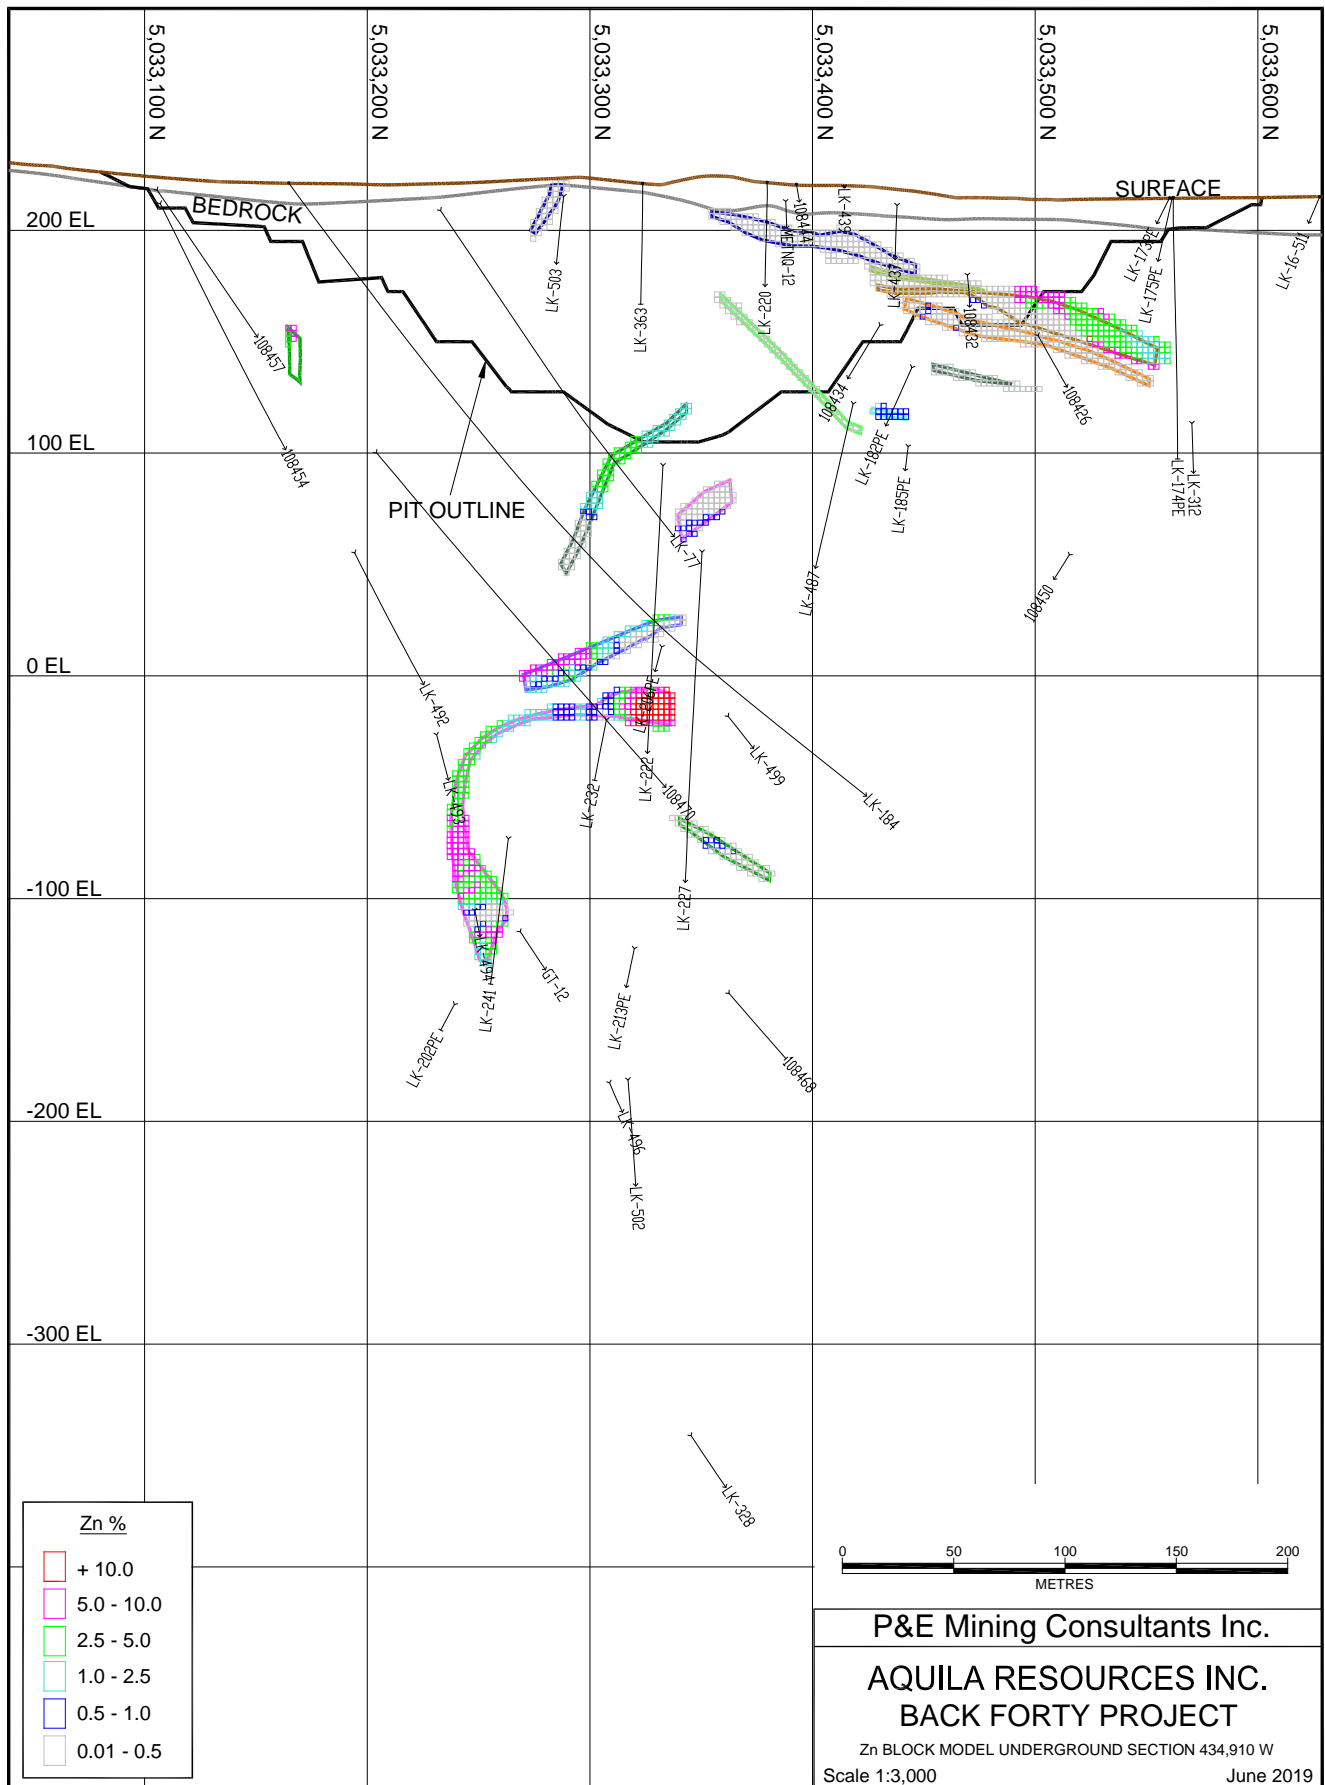 5,033,100 N
5,033,200 N
5,033,300 N
5,033,400 N
5,033,500 N
5,033,600 N
SURFACE
BEDROCK
200 EL
LK-503
LK-363
LK-220
METNQ-12
108444
LK-439
LK-437
108432
LK-173PE
LK-175PE
LK-16-511
108457
108454
108434
108426
100 EL
LK-182PE
LK-185PE
LK-174PE
LK-312
PIT OUTLINE
LK-77
LK-487
108450
0 EL
LK-492
LK-206PE
LK-222
LK-232
108470
LK-499
LK-184
LK-493
LK-227
-100 EL
LK-494
LK-241
GT-12
LK-202PE
LK-213PE
108468
-200 EL
LK-496
LK-502
-300 EL
LK-328
Zn %
+ 10.0
5.0 - 10.0
2.5 - 5.0
1.0 - 2.5
0.5 - 1.0
0.01 - 0.5
0 50 100 150 200
METRES
P&E Mining Consultants Inc.
AQUILA RESOURCES INC.
BACK FORTY PROJECT
Zn BLOCK MODEL UNDERGROUND SECTION 434,910 W
Scale 1:3,000 June 2019